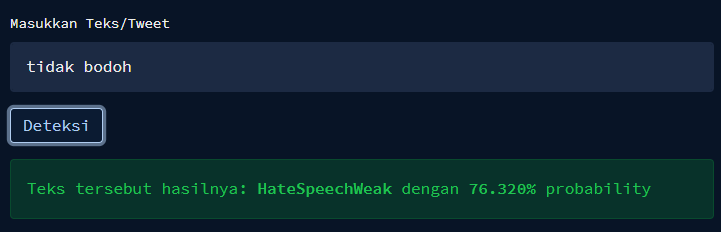 Masukkan Teks/Tweet
tidak bodoh
Deteksi
Teks tersebut hasilnya: HateSpeechWeak dengan 76.320% probability